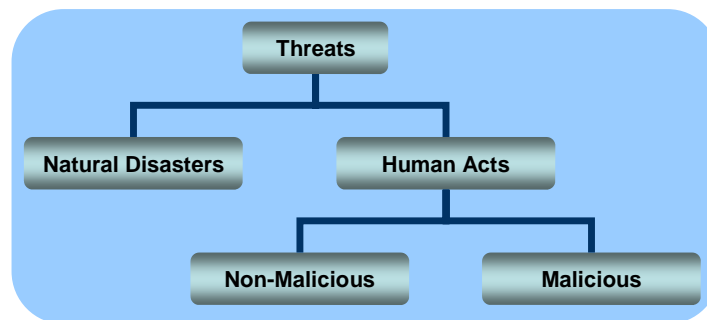 Threats
Natural Disasters
Human Acts
Non-Malicious
Malicious